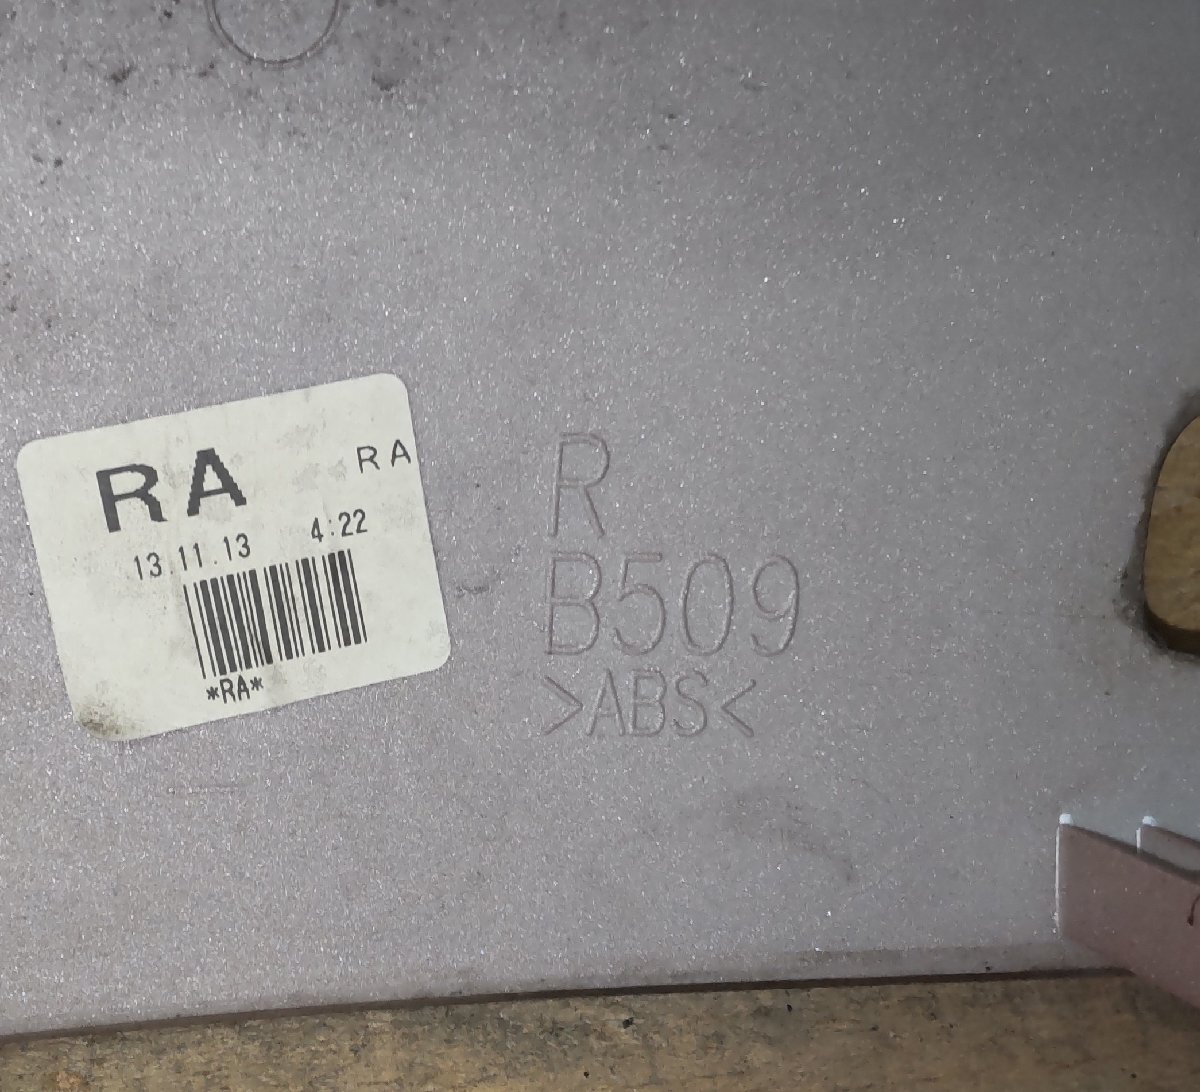 RA RA
13.11.13 4:22
*RA*
R
B509
>ABS<